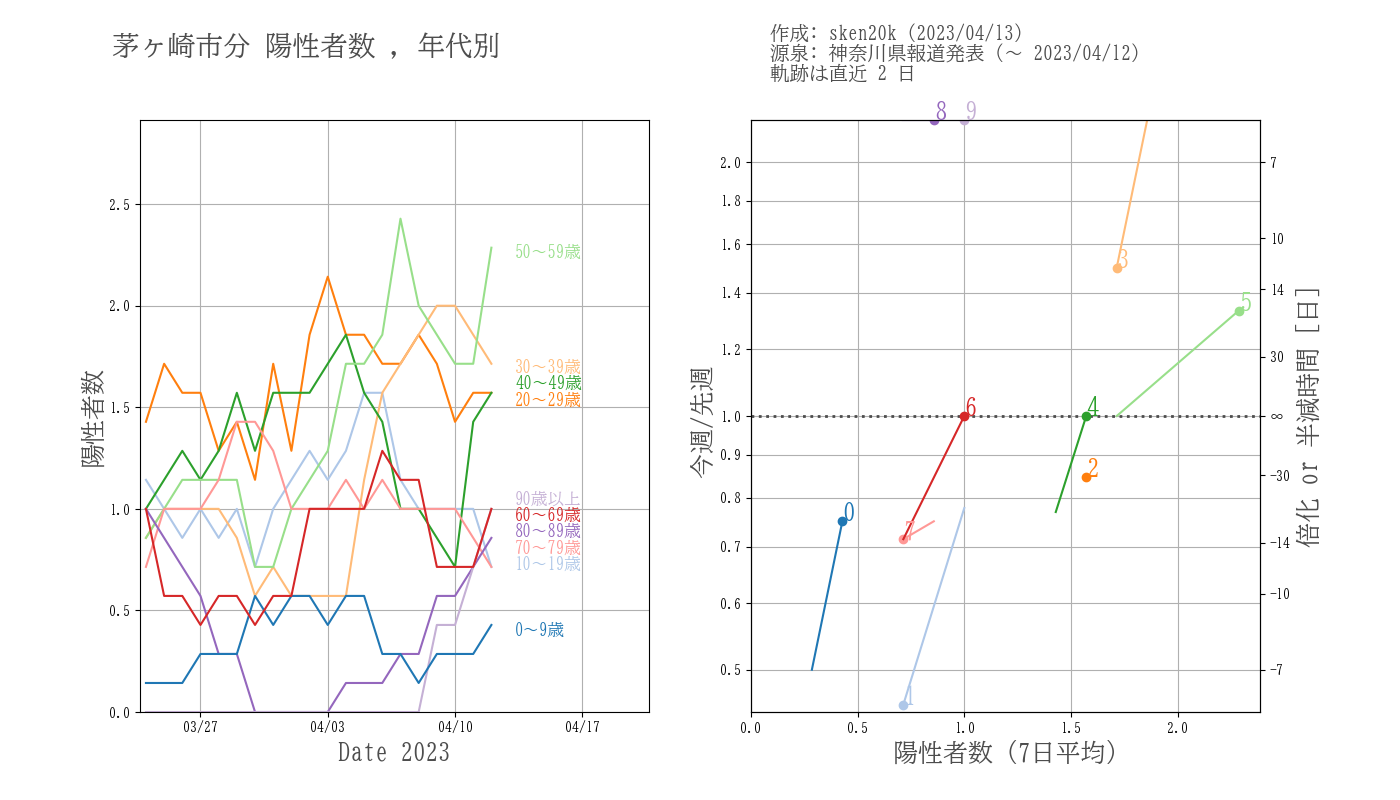 茅ヶ崎市分 陽性者数 , 年代別
作成: sken20k (2023/04/13)
源泉: 神奈川県報道発表 (〜 2023/04/12)
軌跡は直近 2 日
陽性者数
2.5
2.0
1.5
1.0
0.5
0.0
03/27
04/03
04/10
04/17
Date 2023
50〜59歳
30〜39歳
40〜49歳
20〜29歳
90歳以上
60〜69歳
80〜89歳
70〜79歳
10〜19歳
0〜9歳
今週/先週
2.0
1.8
1.6
1.4
1.2
1.0
0.9
0.8
0.7
0.6
0.5
8
9
3
5
6
4
2
0
7
1
0.0
0.5
1.0
1.5
2.0
陽性者数 (7日平均)
7
10
14
30
∞
−30
−14
−10
−7
倍化 or 半減時間 [日]